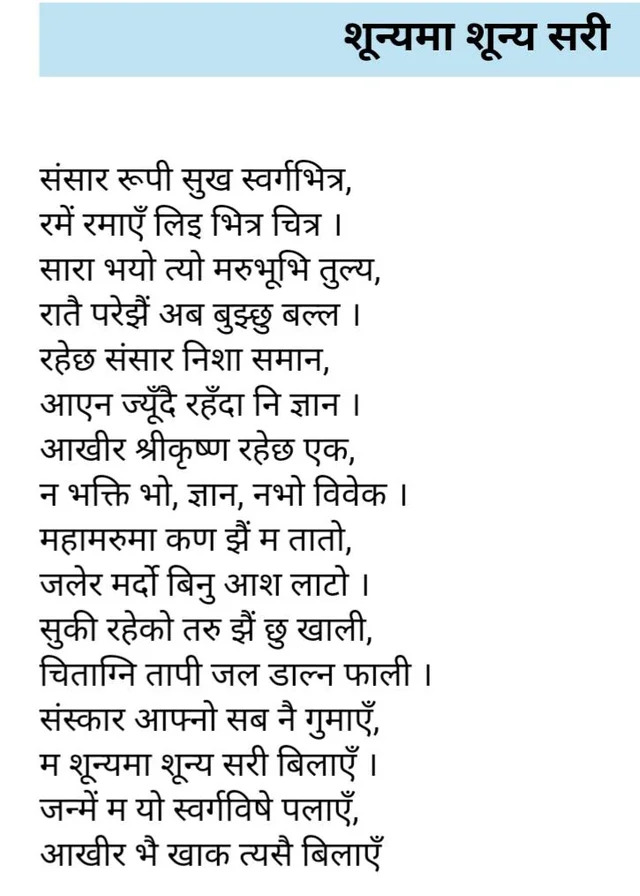 शून्यमा शून्य सरी
संसार रूपी सुख स्वर्गभित्र,
रमें रमाएँ लिइ भित्र चित्र ।
सारा भयो त्यो मरुभूभि तुल्य,
रातै परेझैं अब बुझ्छु बल्ल ।
रहेछ संसार निशा समान,
आएन ज्यूँदै रहँदा नि ज्ञान ।
आखीर श्रीकृष्ण रहेछ एक,
न भक्ति भो, ज्ञान, नभो विवेक ।
महामरुमा कण झैं म तातो,
जलेर मर्दो बिनु आश लाटो ।
सुकी रहेको तरु झैं छु खाली,
चिताग्नि तापी जल डाल्न फाली ।
संस्कार आफ्नो सब नै गुमाएँ,
म शून्यमा शून्य सरी बिलाएँ ।
जन्में म यो स्वर्गविषे पलाएँ,
आखीर भै खाक त्यसै बिलाएँ